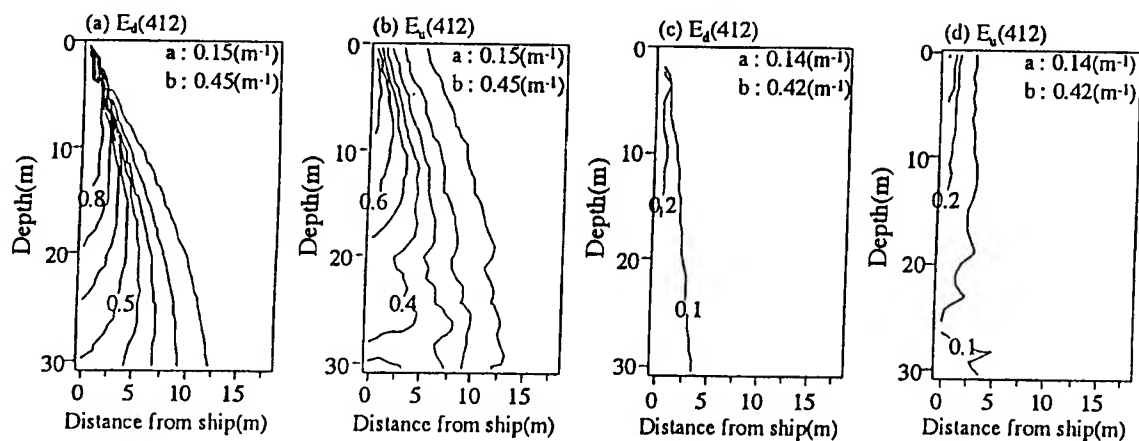 (a) E_d(412)
a : 0.15(m⁻¹)
b : 0.45(m⁻¹)
0
10
20
30
Depth(m)
0.8
0.5
0 5 10 15
Distance from ship(m)
(b) E_u(412)
a : 0.15(m⁻¹)
b : 0.45(m⁻¹)
0
10
20
30
Depth(m)
0.6
0.4
0 5 10 15
Distance from ship(m)
(c) E_d(412)
a : 0.14(m⁻¹)
b : 0.42(m⁻¹)
0
10
20
30
Depth(m)
0.2
0.1
0 5 10 15
Distance from ship(m)
(d) E_u(412)
a : 0.14(m⁻¹)
b : 0.42(m⁻¹)
0
10
20
30
Depth(m)
0.2
0.1
0 5 10 15
Distance from ship(m)